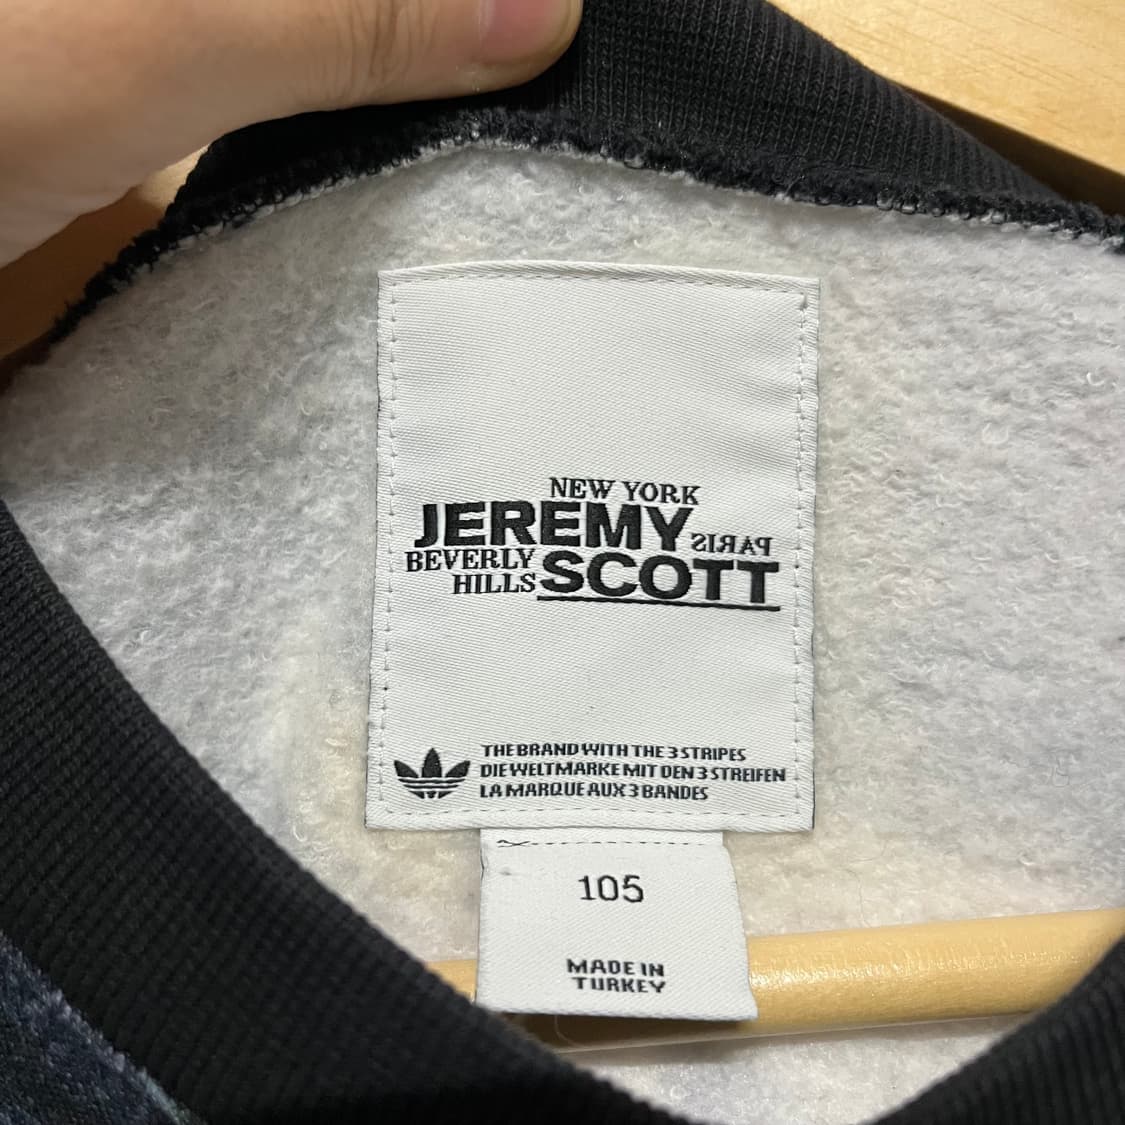 NEW YORK
JEREMY
PARIS
BEVERLY
HILLS
SCOTT
THE BRAND WITH THE 3 STRIPES
DIE WELTMARKE MIT DEN 3 STREIFEN
LA MARQUE AUX 3 BANDES
105
MADE IN
TURKEY